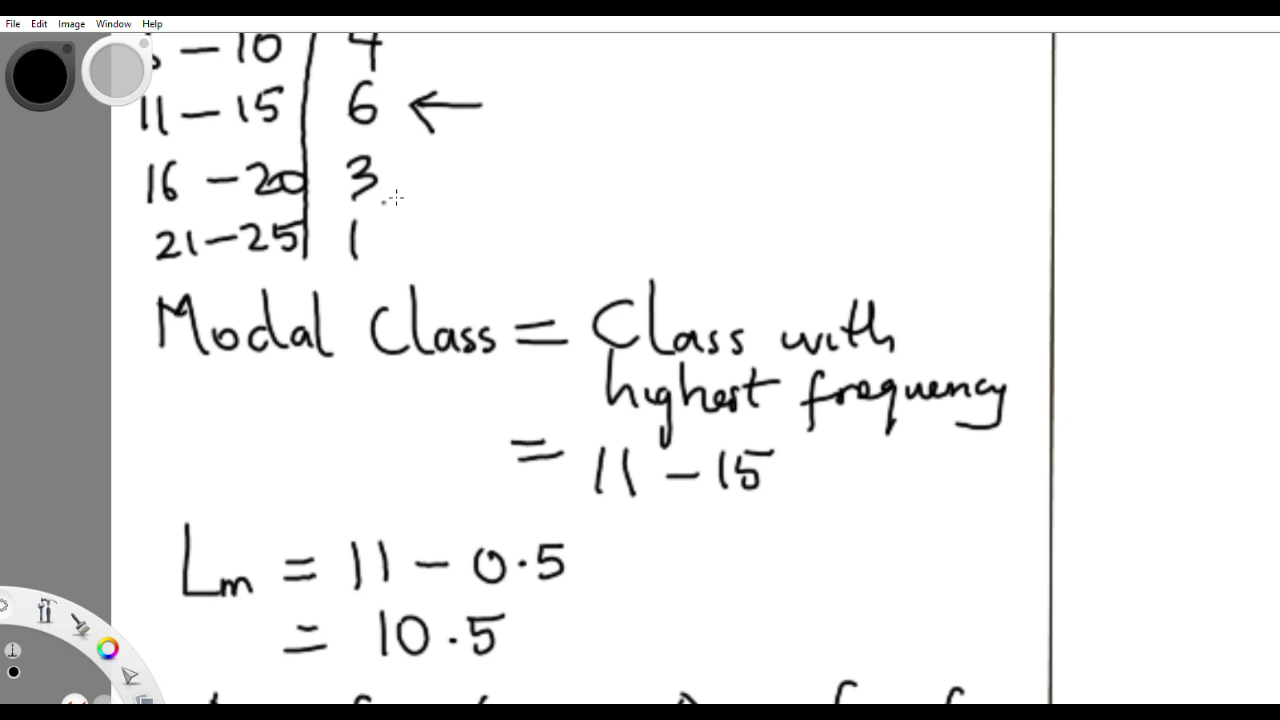 File Edit Image Window Help
– 10 | 4
11 – 15 | 6 ←
16 – 20 | 3
21 – 25 | 1
Modal Class = Class with
highest frequency
= 11 – 15
Lm = 11 – 0.5
= 10.5